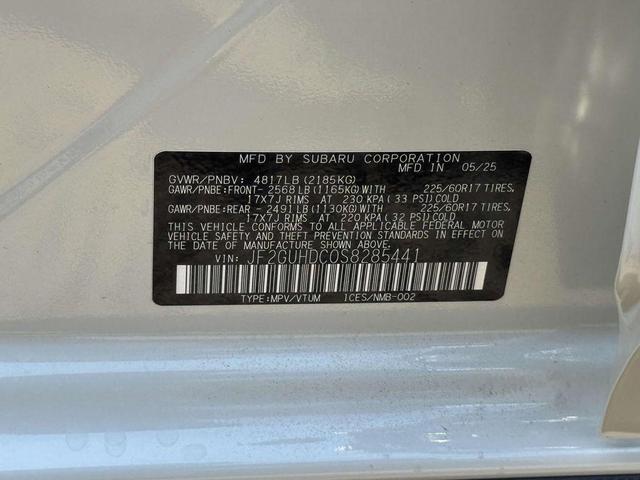 MFD BY SUBARU CORPORATION
GVWR/PNBV: 4817LB (2185KG) MFD IN 05/25
GAWR/PNBE:FRONT- 2568LB (1165KG)WITH 225/60R17 TIRES,
17X7J RIMS AT 230 KPA ( 33 PSI)COLD
GAWR/PNBE:REAR - 2491LB (1130KG)WITH 225/60R17 TIRES,
17X7J RIMS AT 220 KPA ( 32 PSI)COLD
THIS VEHICLE CONFORMS TO ALL APPLICABLE FEDERAL MOTOR
VEHICLE SAFETY AND THEFT PREVENTION STANDARDS IN EFFECT
ON THE DATE OF MANUFACTURE SHOWN ABOVE.
VIN: JF2GUHDC0S8285441
TYPE:MPV/VTUM ICES/NMB-002